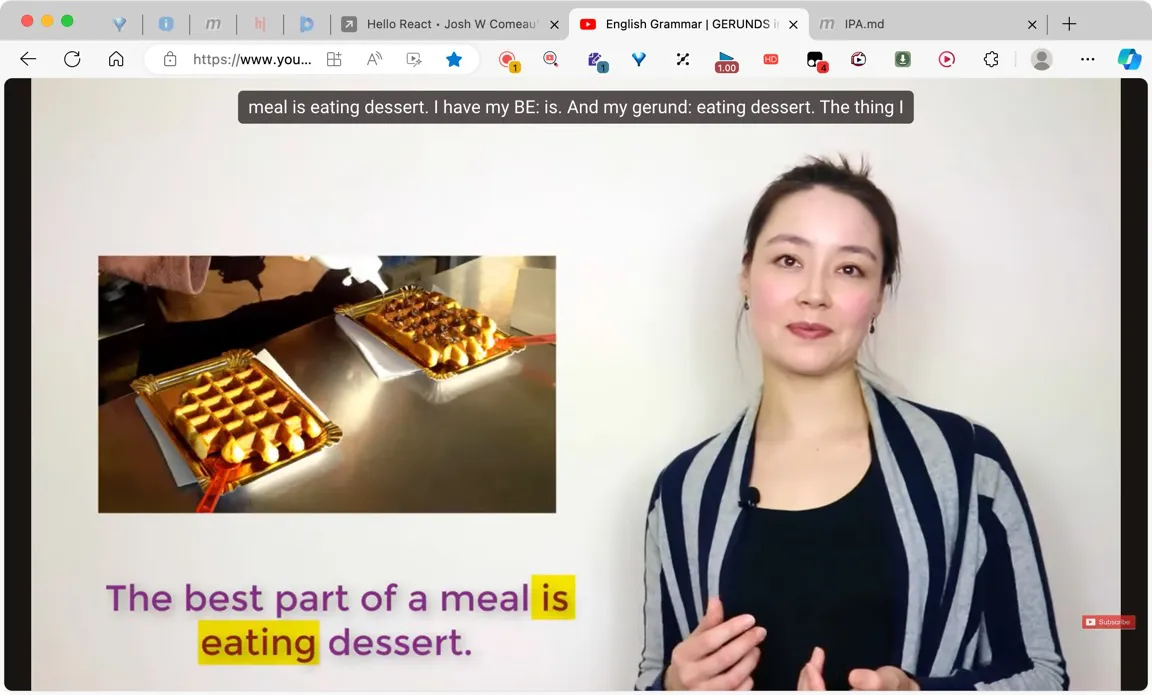 Hello React • Josh W Comeau'
English Grammar | GERUNDS in
IPA.md
https://www.you...
1
1
1.00
HD
4
meal is eating dessert. I have my BE: is. And my gerund: eating dessert. The thing I
The best part of a meal is
eating dessert.
Subscribe